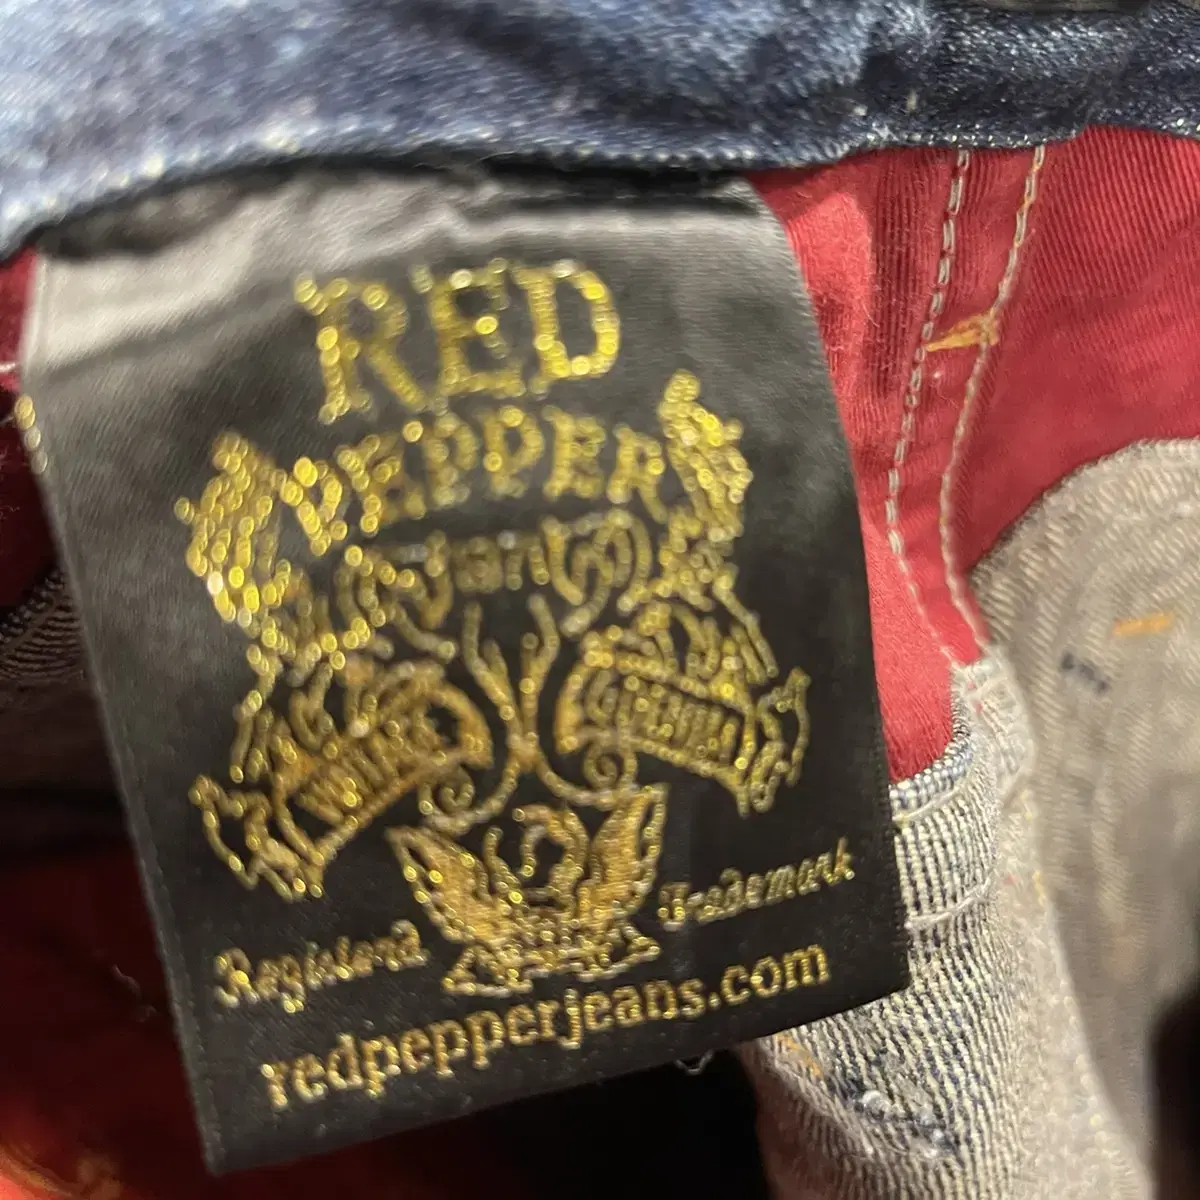 RED
PEPPER
Registered Trademark
redpepperjeans.com